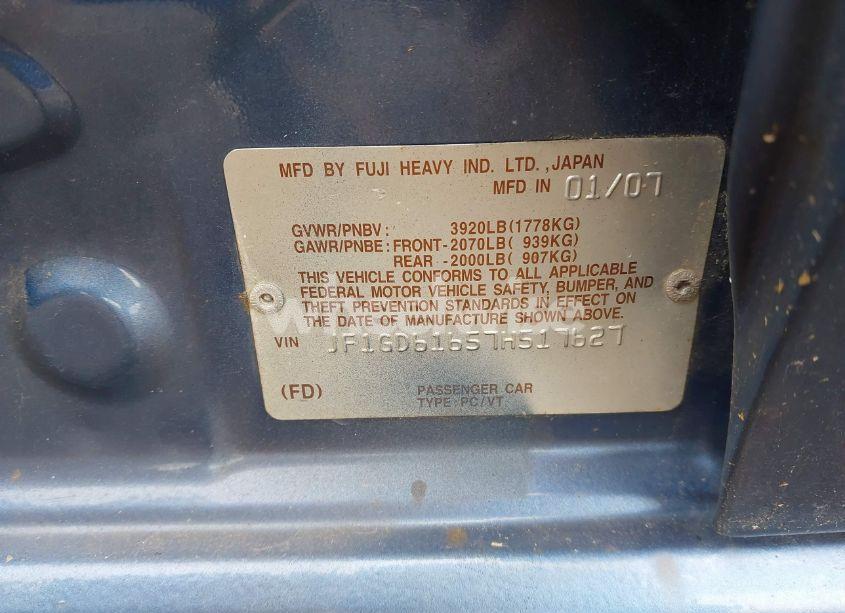 MFD BY FUJI HEAVY IND. LTD.,JAPAN
MFD IN 01/07
GVWR/PNBV: 3920LB(1778KG)
GAWR/PNBE: FRONT-2070LB( 939KG)
REAR -2000LB( 907KG)
THIS VEHICLE CONFORMS TO ALL APPLICABLE
FEDERAL MOTOR VEHICLE SAFETY, BUMPER, AND
THEFT PREVENTION STANDARDS IN EFFECT ON
THE DATE OF MANUFACTURE SHOWN ABOVE.
VIN JF1GD61657H517627
(FD) PASSENGER CAR
TYPE PC/VT